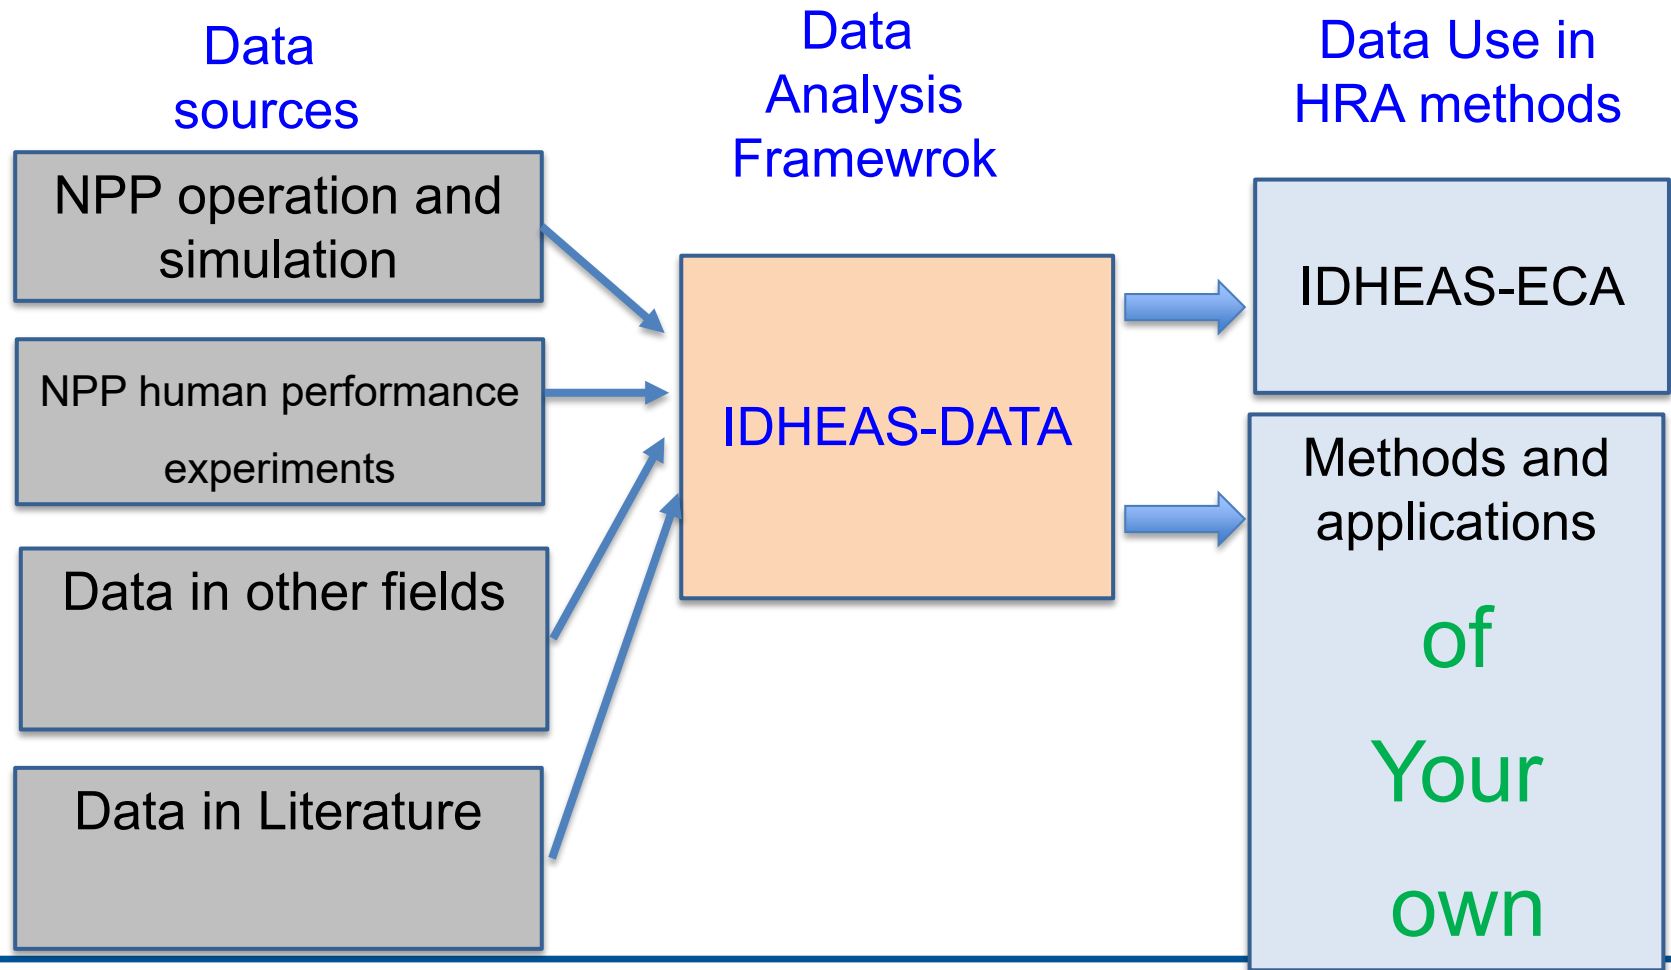 Data
sources
NPP operation and
simulation
NPP human performance
experiments
Data in other fields
Data in Literature
Data
Analysis
Framewrok
IDHEAS-DATA
Data Use in
HRA methods
IDHEAS-ECA
Methods and
applications
of
Your
own